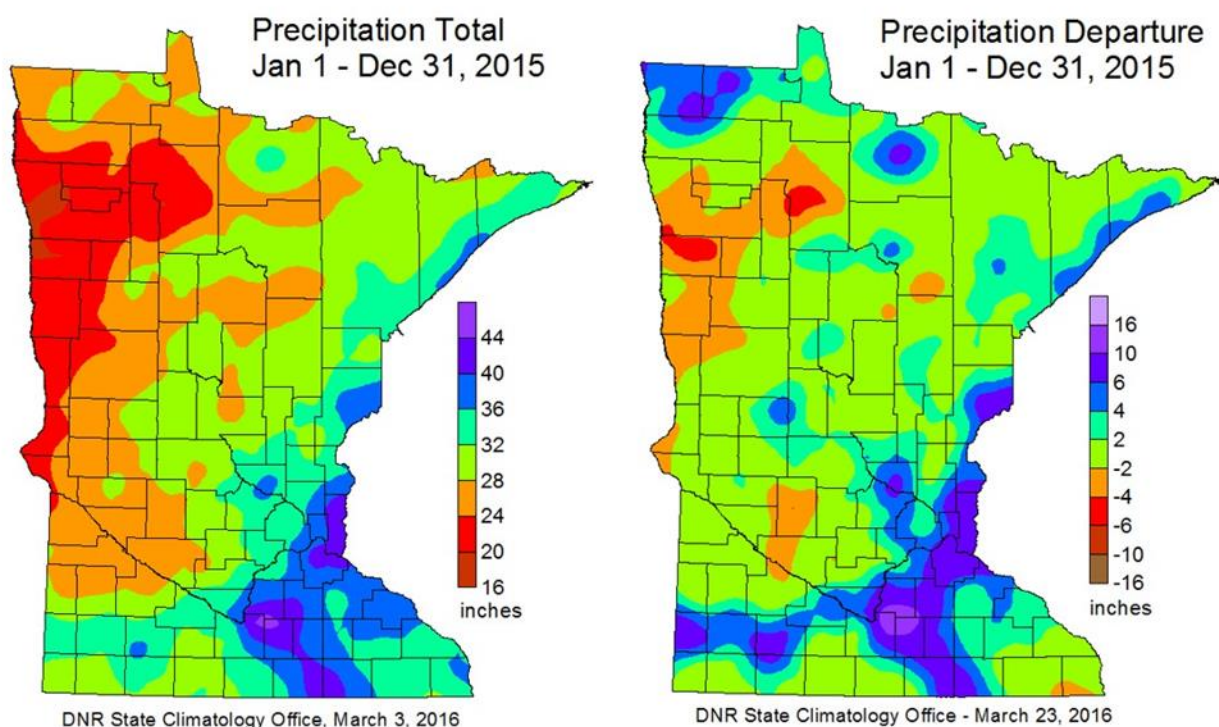 Precipitation Total
Jan 1 - Dec 31, 2015
44
40
36
32
28
24
20
16
inches
DNR State Climatology Office, March 3, 2016
Precipitation Departure
Jan 1 - Dec 31, 2015
16
10
6
4
2
-2
-4
-6
-10
-16
inches
DNR State Climatology Office - March 23, 2016